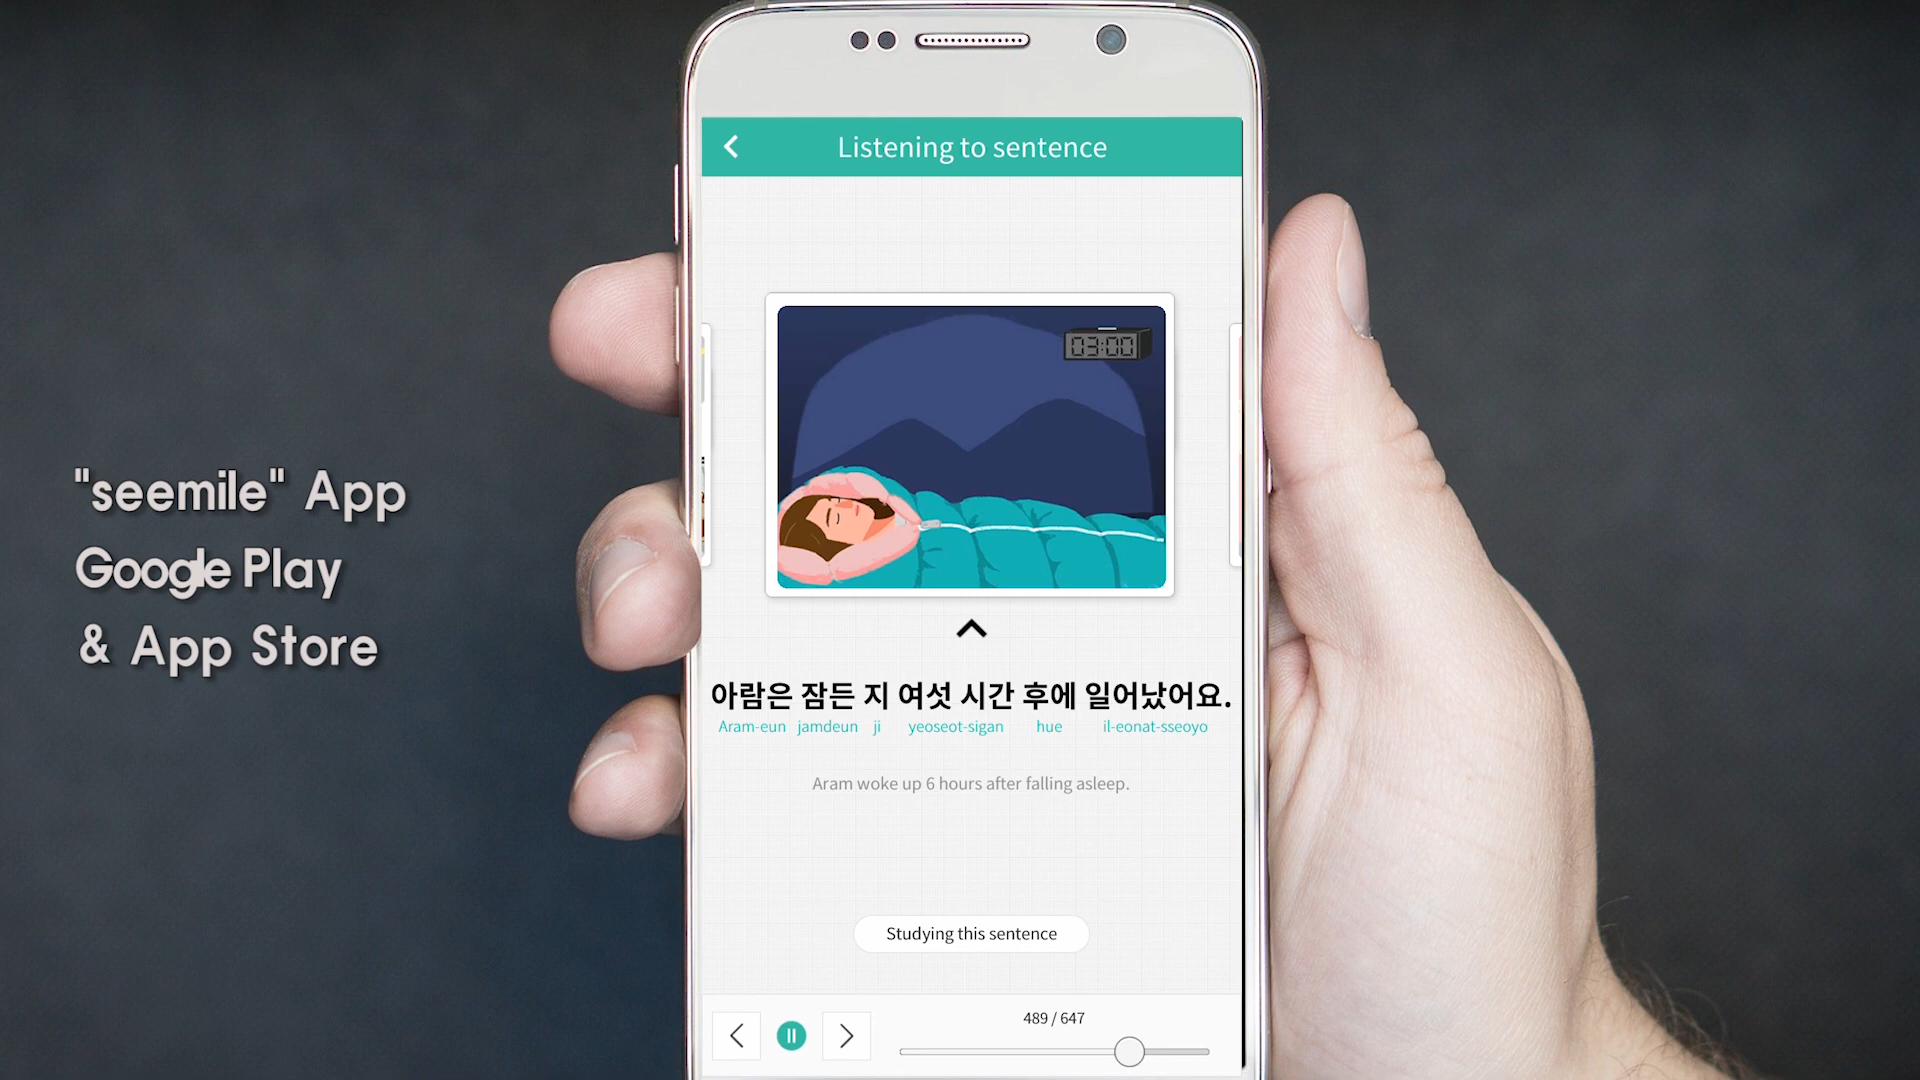 "seemile" App
Google Play
& App Store
Listening to sentence
03:00
아람은 잠든 지 여섯 시간 후에 일어났어요.
Aram-eun jamdeun ji yeoseot-sigan hue il-eonat-sseoyo
Aram woke up 6 hours after falling asleep.
Studying this sentence
489 / 647